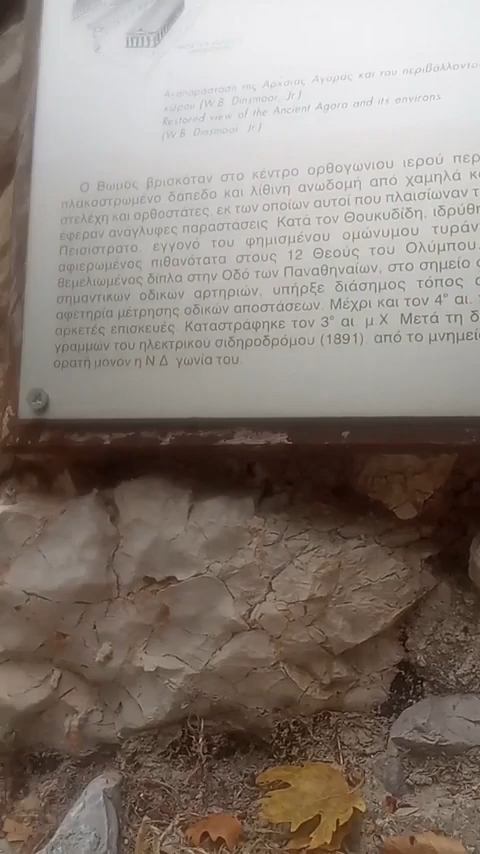 Αναπαράσταση της Αρχαίας Αγοράς και του περιβάλλοντο
χώρου (W.B. Dinsmoor, Jr.)
Restored view of the Ancient Agora and its environs
(W.B. Dinsmoor, Jr.)
Ο Βωμός βρισκόταν στο κέντρο ορθογωνίου ιερού περ
πλακοστρωμένο δάπεδο και λίθινη ανωδομή από χαμηλά κ
στελέχη και ορθοστάτες, εκ των οποίων αυτοί που πλαισίωναν τ
έφεραν ανάγλυφες παραστάσεις. Κατά τον Θουκυδίδη, ιδρύθη
Πεισίστρατο, εγγονό του φημισμένου ομώνυμου τυράν
αφιερωμένος πιθανότατα στους 12 Θεούς του Ολύμπου.
Θεμελιωμένος δίπλα στην Οδό των Παναθηναίων, στο σημείο
σημαντικών οδικών αρτηριών, υπήρξε διάσημος τόπος α
αφετηρία μέτρησης οδικών αποστάσεων. Μέχρι και τον 4° αι.
αρκετές επισκευές. Καταστράφηκε τον 3° αι. μ.Χ. Μετά τη δ
γραμμών του ηλεκτρικού σιδηροδρόμου (1891), από το μνημεί
ορατή μόνον η Ν.Δ. γωνία του.